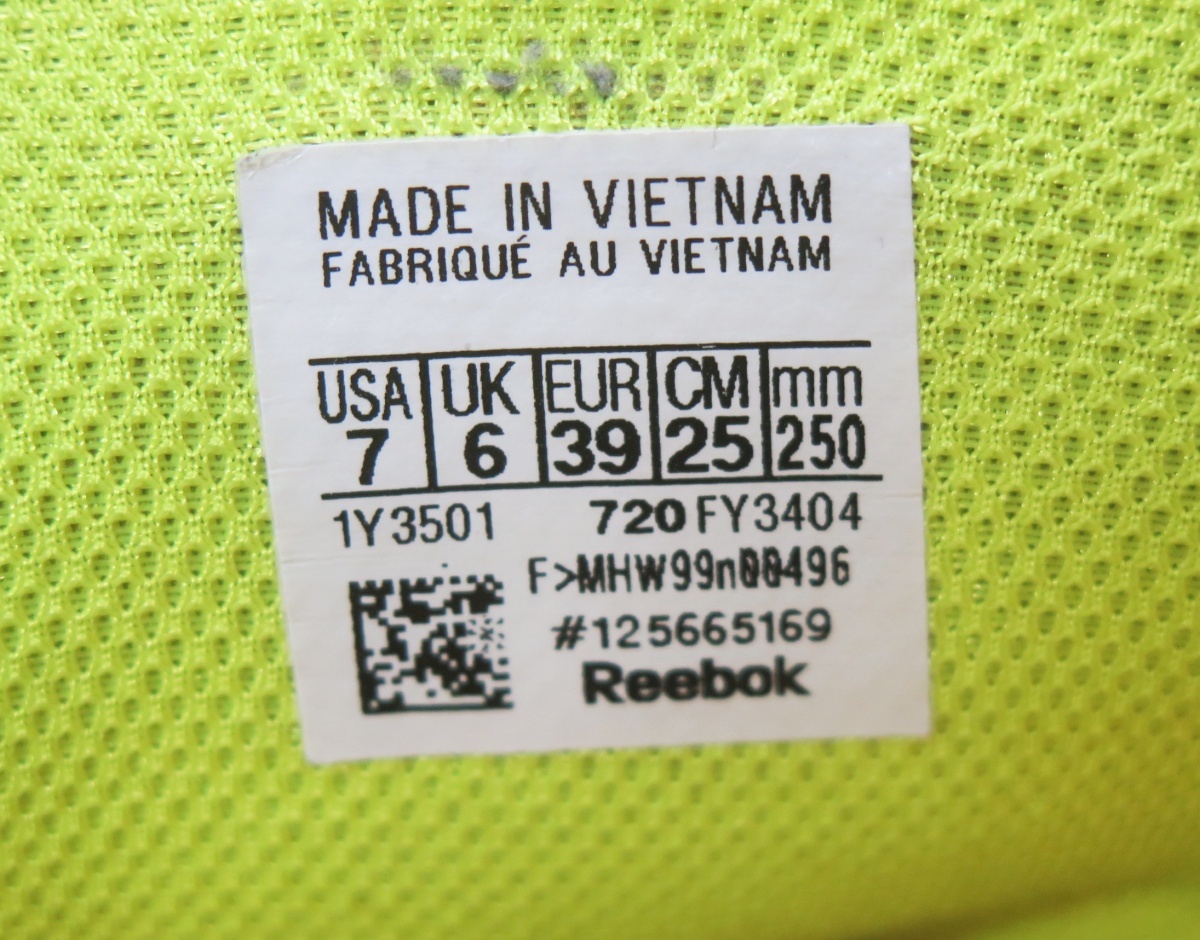 MADE IN VIETNAM
FABRIQUÉ AU VIETNAM
USA UK EUR CM mm
7 6 39 25 250
1Y3501 720 FY3404
#125665169
Reebok